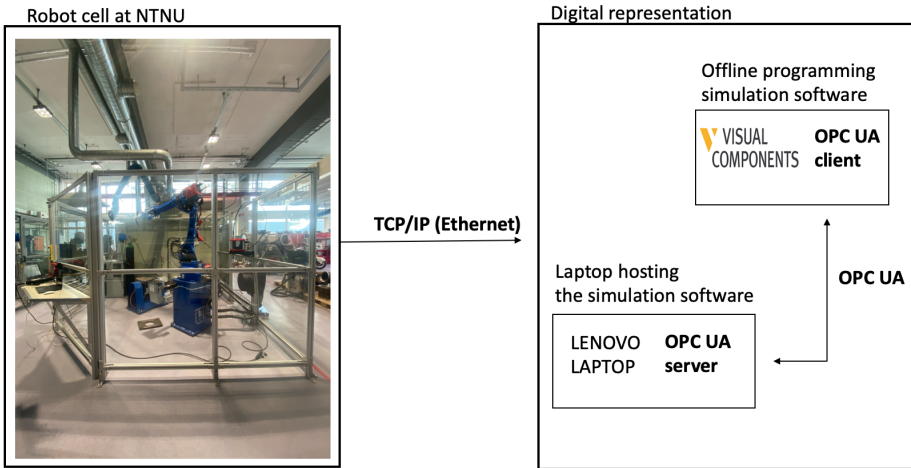 Robot cell at NTNU
Digital representation
Offline programming
simulation software
VISUAL
COMPONENTS
OPC UA
client
TCP/IP (Ethernet)
OPC UA
Laptop hosting
the simulation software
LENOVO
LAPTOP
OPC UA
server